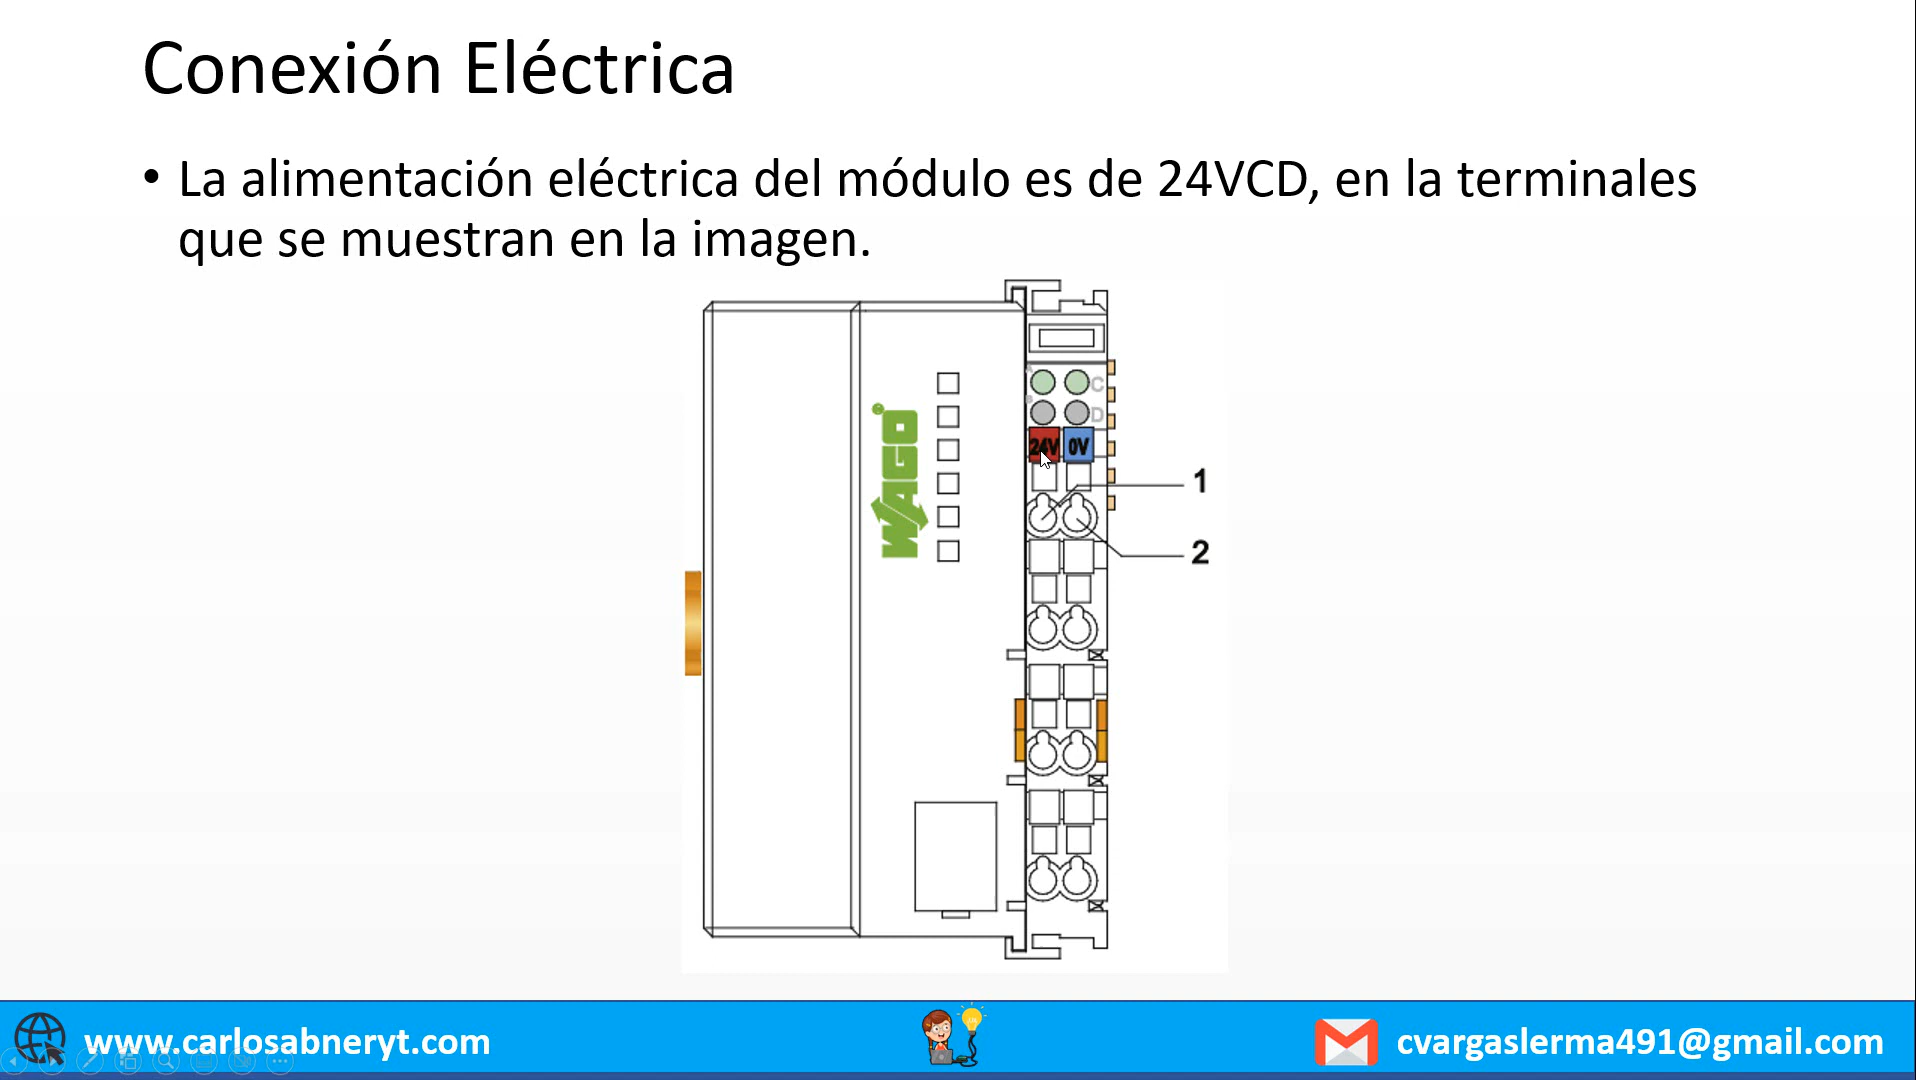 Conexión Eléctrica
• La alimentación eléctrica del módulo es de 24VCD, en la terminales
que se muestran en la imagen.
A C
B D
24V 0V
WAGO
1
2
www.carlosabneryt.com
cvargaslerma491@gmail.com